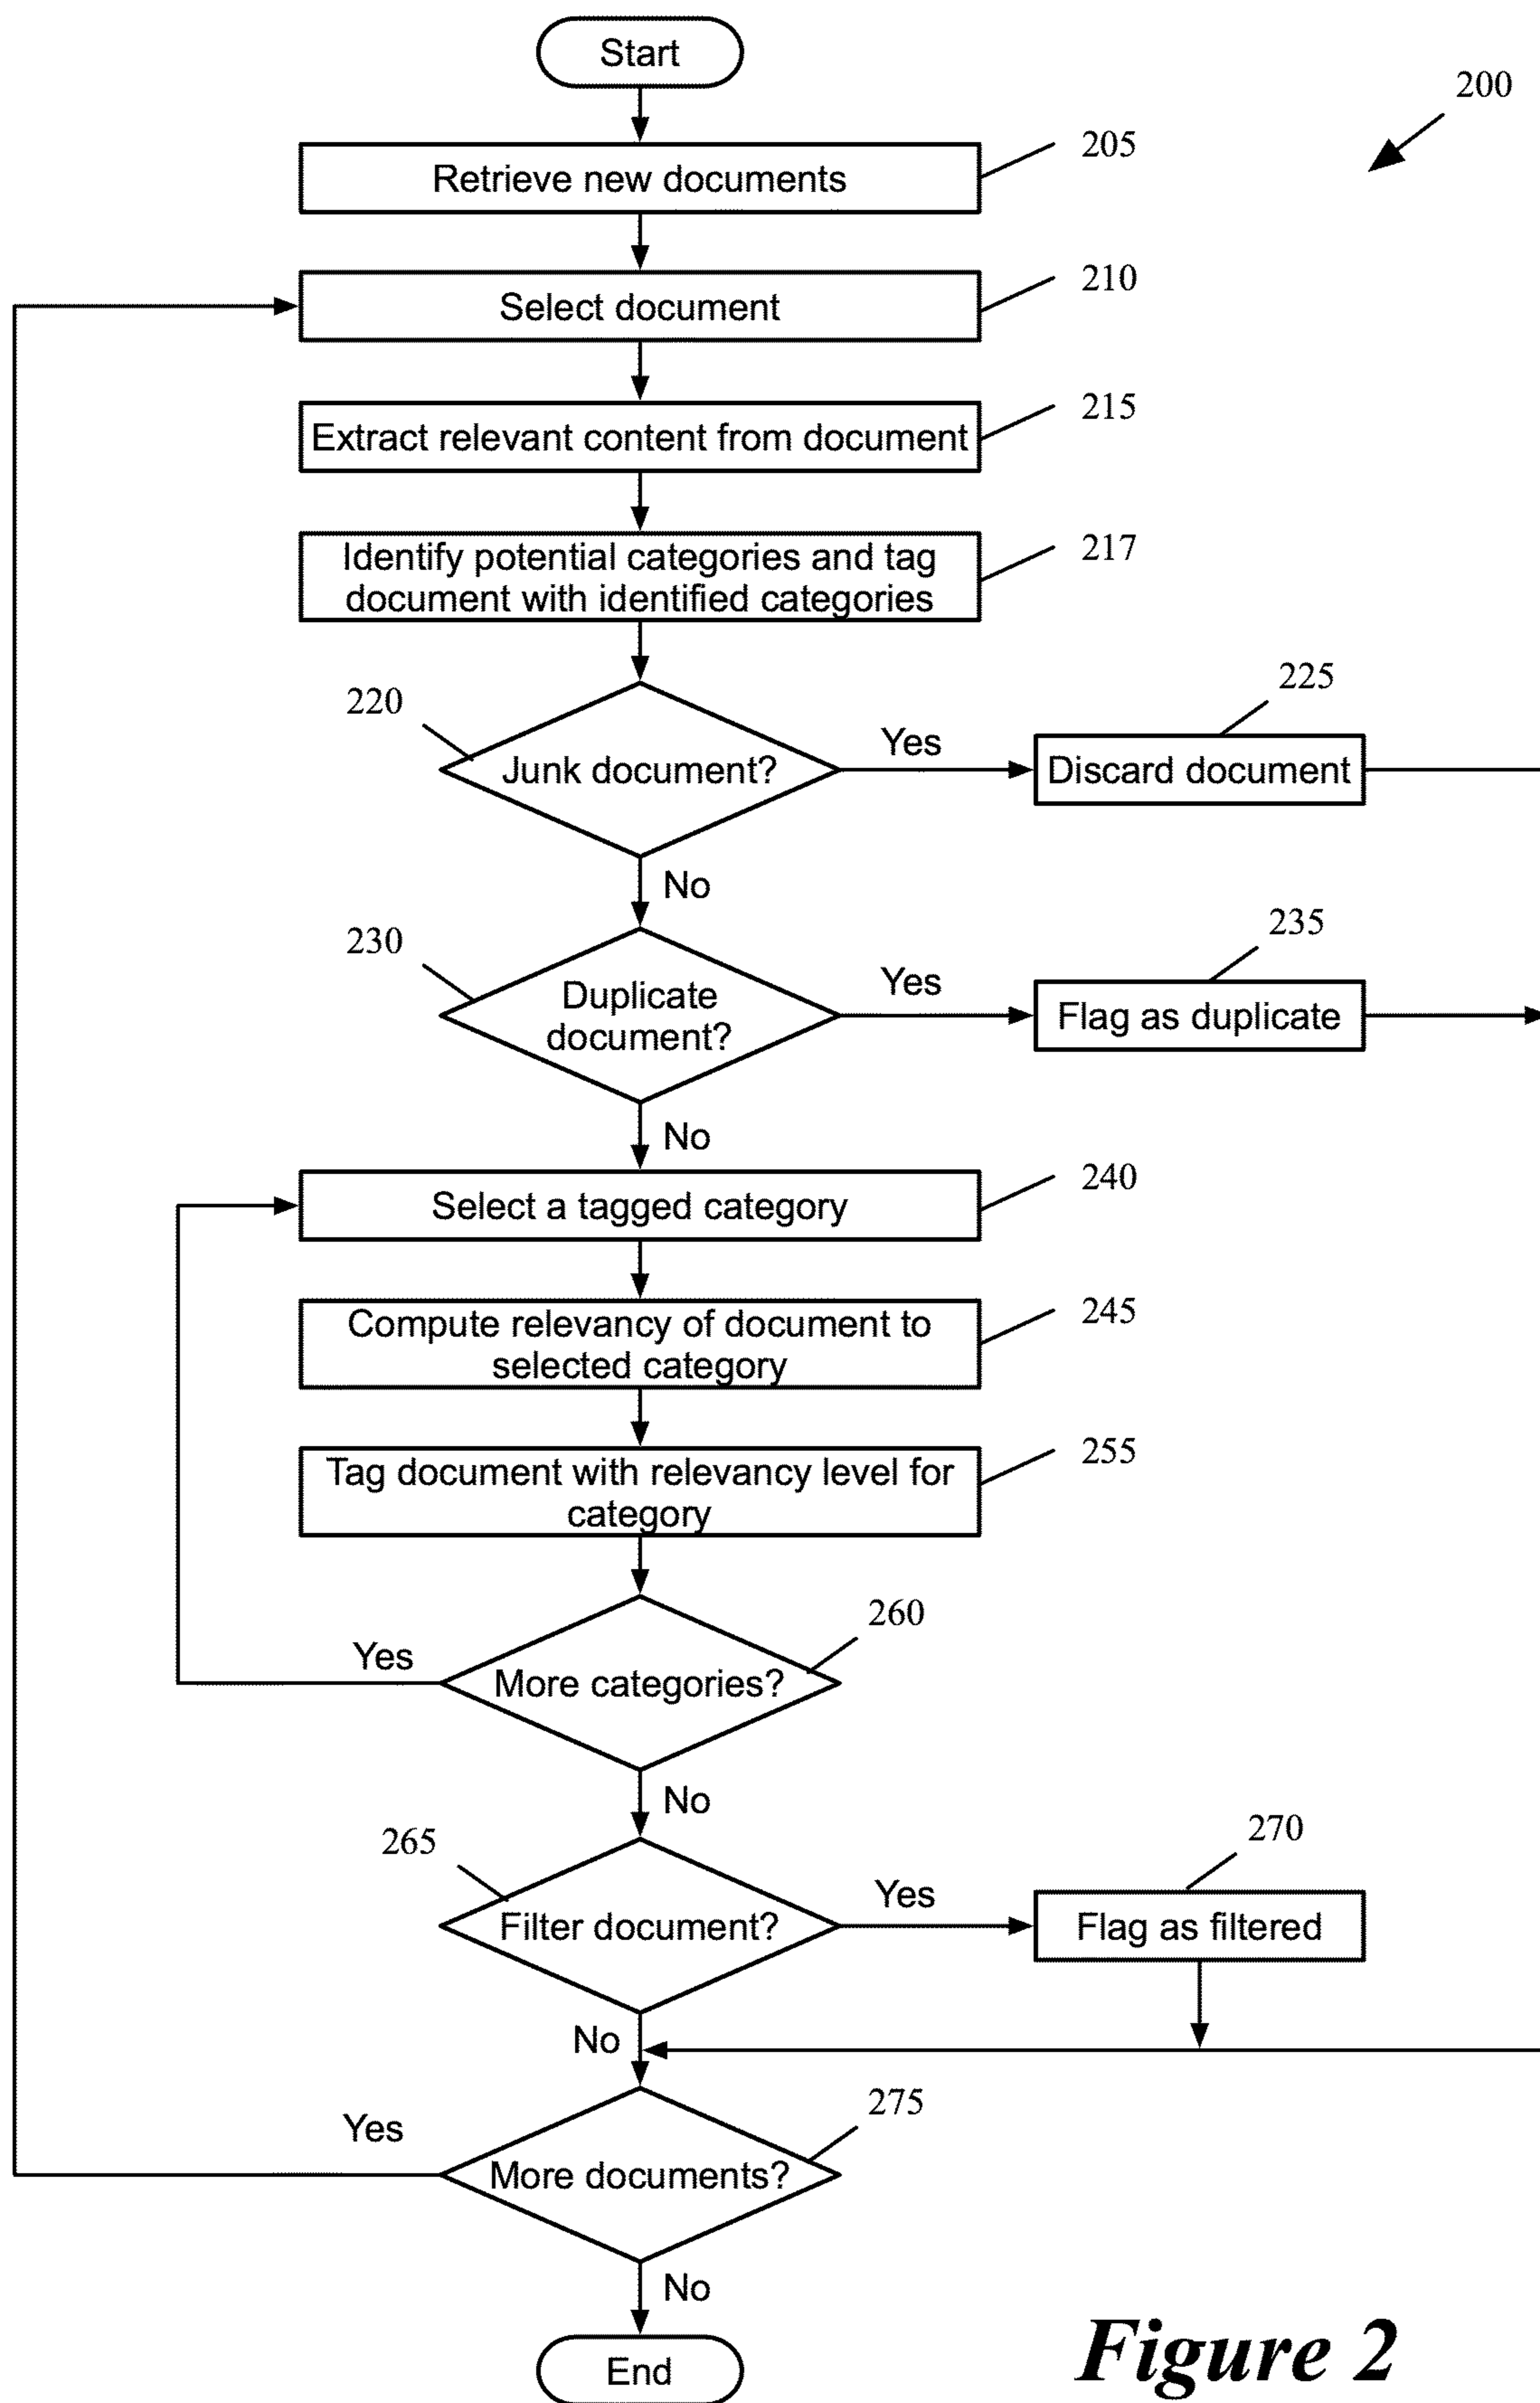 Start
200
205
Retrieve new documents
210
Select document
215
Extract relevant content from document
217
Identify potential categories and tag
document with identified categories
220
225
Junk document?
Yes
Discard document
No
230
235
Duplicate
document?
Yes
Flag as duplicate
No
240
Select a tagged category
245
Compute relevancy of document to
selected category
255
Tag document with relevancy level for
category
260
Yes
More categories?
No
265
270
Filter document?
Yes
Flag as filtered
No
275
Yes
More documents?
No
End
Figure 2